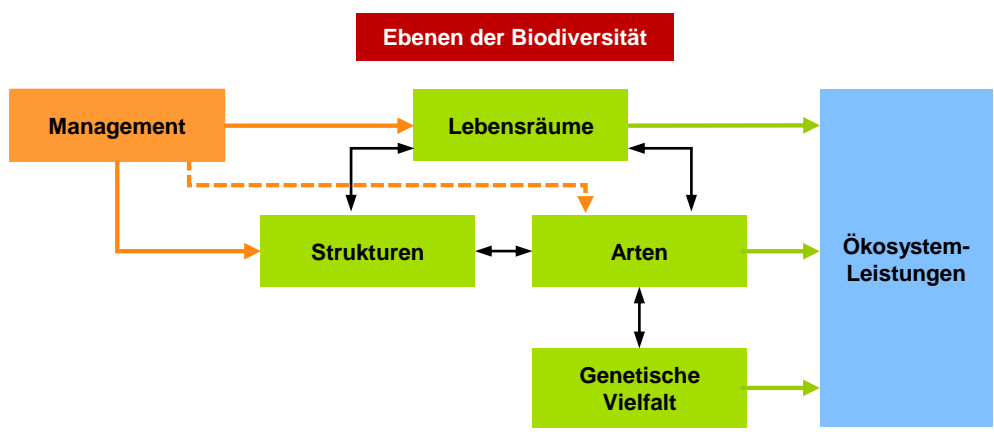 Ebenen der Biodiversität
Management
Lebensräume
Strukturen
Arten
Ökosystem-
Leistungen
Genetische
Vielfalt